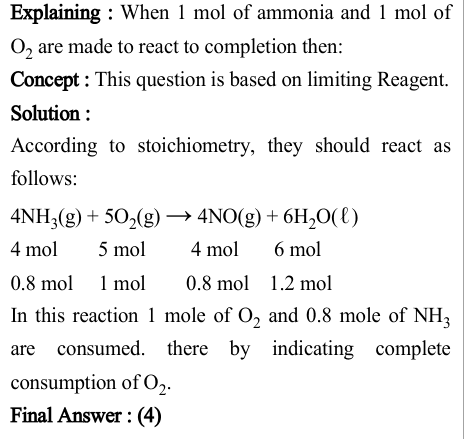 Explaining : When 1 mol of ammonia and 1 mol of
O₂ are made to react to completion then:
Concept : This question is based on limiting Reagent.
Solution :
According to stoichiometry, they should react as
follows:
4NH₃(g) + 5O₂(g) ⟶ 4NO(g) + 6H₂O(ℓ)
4 mol 5 mol 4 mol 6 mol
0.8 mol 1 mol 0.8 mol 1.2 mol
In this reaction 1 mole of O₂ and 0.8 mole of NH₃
are consumed. there by indicating complete
consumption of O₂.
Final Answer : (4)